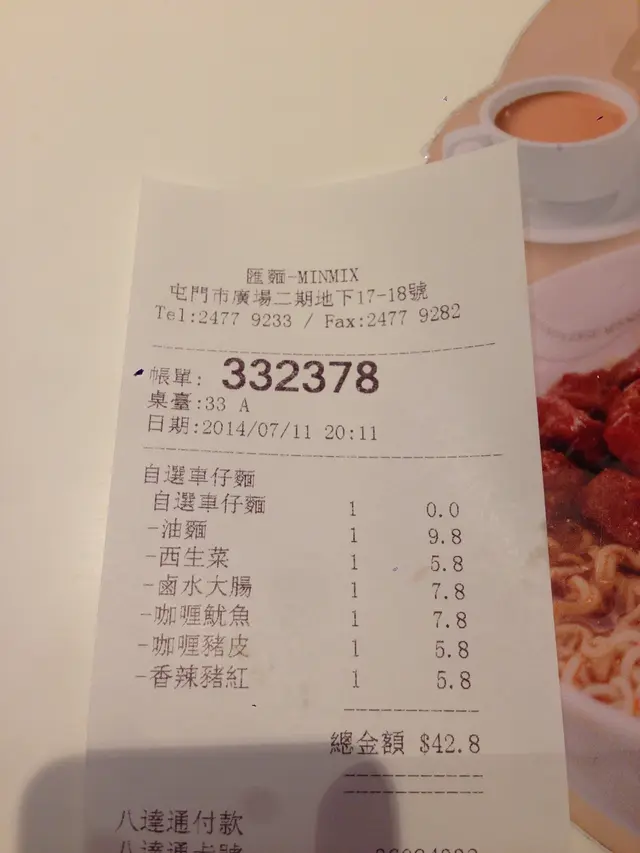 匯麵-MINMIX
屯門市廣場二期地下17-18號
Tel:2477 9233 / Fax:2477 9282
帳單: 332378
桌臺:33 A
日期:2014/07/11 20:11
自選車仔麵
自選車仔麵 1 0.0
-油麵 1 9.8
-西生菜 1 5.8
-鹵水大腸 1 7.8
-咖喱魷魚 1 7.8
-咖喱豬皮 1 5.8
-香辣豬紅 1 5.8
總金額 $42.8
八達通付款
八達通卡號